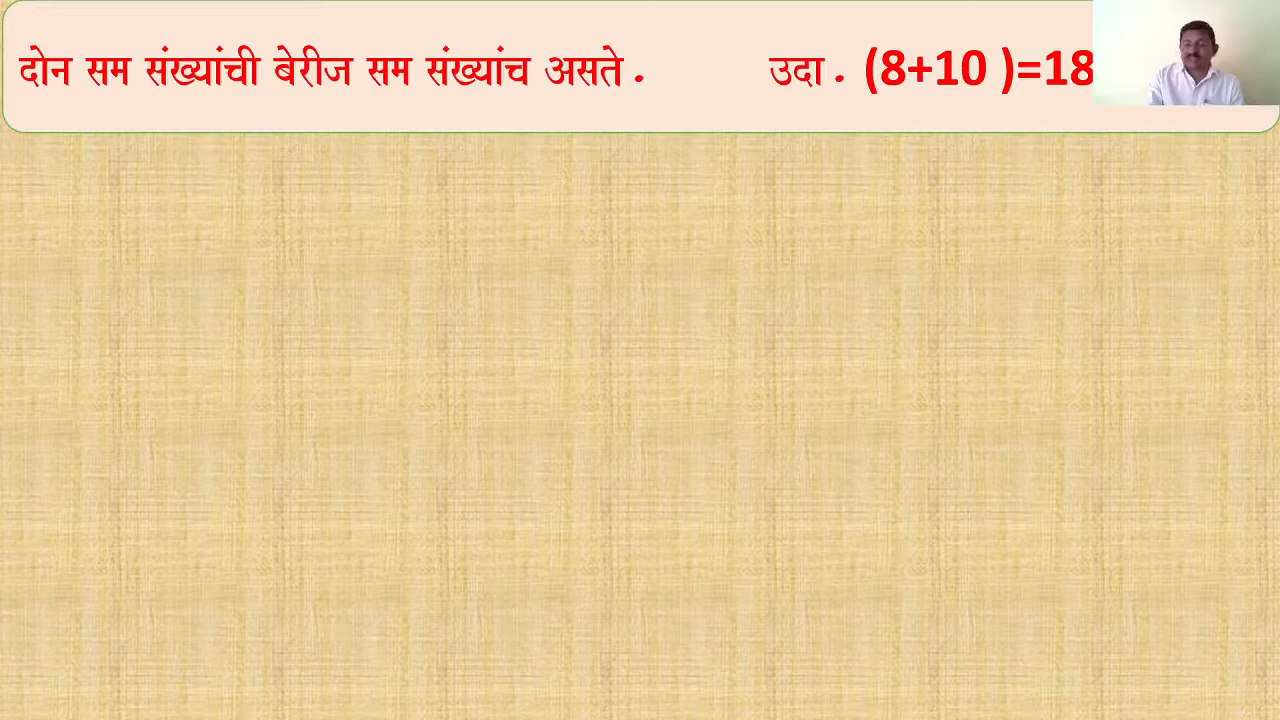 दोन सम संख्यांची बेरीज सम संख्यांच असते. उदा. (8+10 )=18